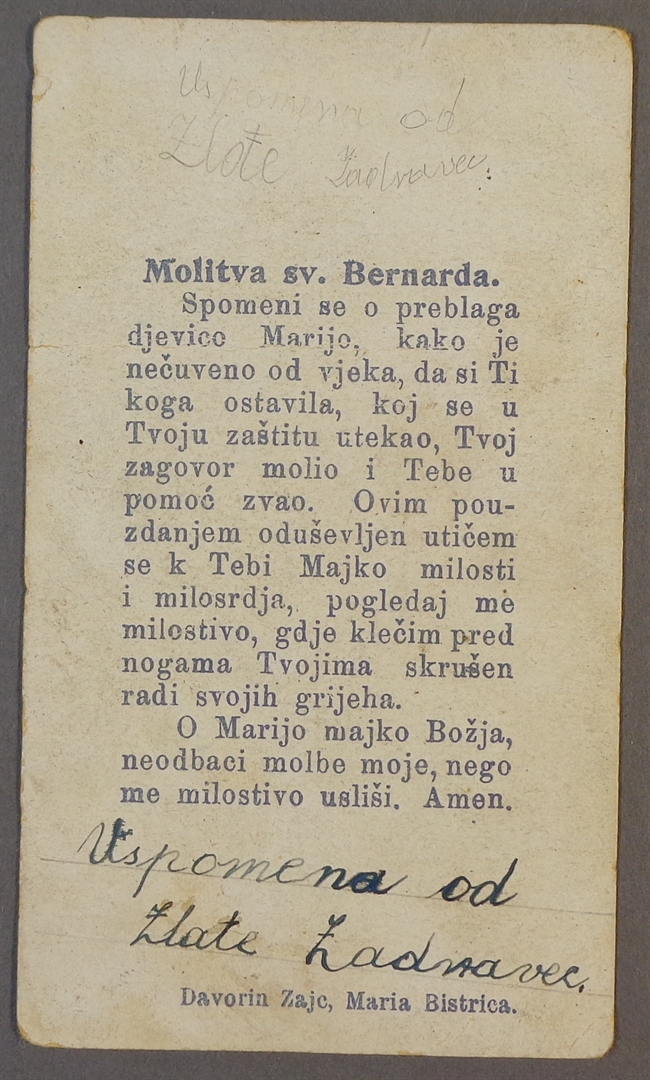 Uspomena od
Zlate Zadravec.
Molitva sv. Bernarda.
Spomeni se o preblaga
djevico Marijo, kako je
nečuveno od vjeka, da si Ti
koga ostavila, koj se u
Tvoju zaštitu utekao, Tvoj
zagovor molio i Tebe u
pomoć zvao. Ovim pou-
zdanjem oduševljen utičem
se k Tebi Majko milosti
i milosrdja, pogledaj me
milostivo, gdje klečim pred
nogama Tvojima skrušen
radi svojih grijeha.
O Marijo majko Božja,
neodbaci molbe moje, nego
me milostivo usliši. Amen.
Uspomena od
Zlate Zadravec.
Davorin Zajc, Maria Bistrica.